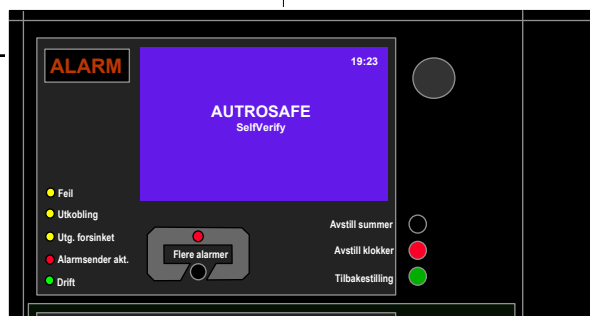 ALARM
19:23
AUTROSAFE
SelfVerify
Feil
Utkobling
Utg. forsinket
Alarmsender akt.
Drift
Flere alarmer
Avstill summer
Avstill klokker
Tilbakestilling